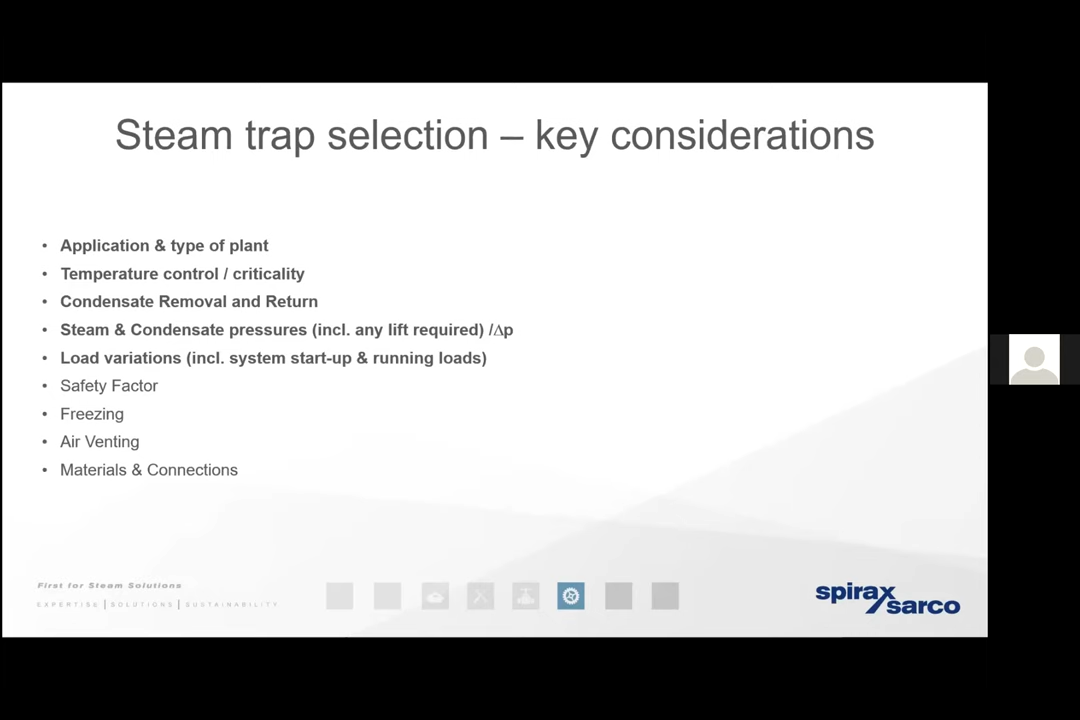 Steam trap selection – key considerations
• Application & type of plant
• Temperature control / criticality
• Condensate Removal and Return
• Steam & Condensate pressures (incl. any lift required) /∆p
• Load variations (incl. system start-up & running loads)
• Safety Factor
• Freezing
• Air Venting
• Materials & Connections
First for Steam Solutions
EXPERTISE | SOLUTIONS | SUSTAINABILITY
spirax
sarco